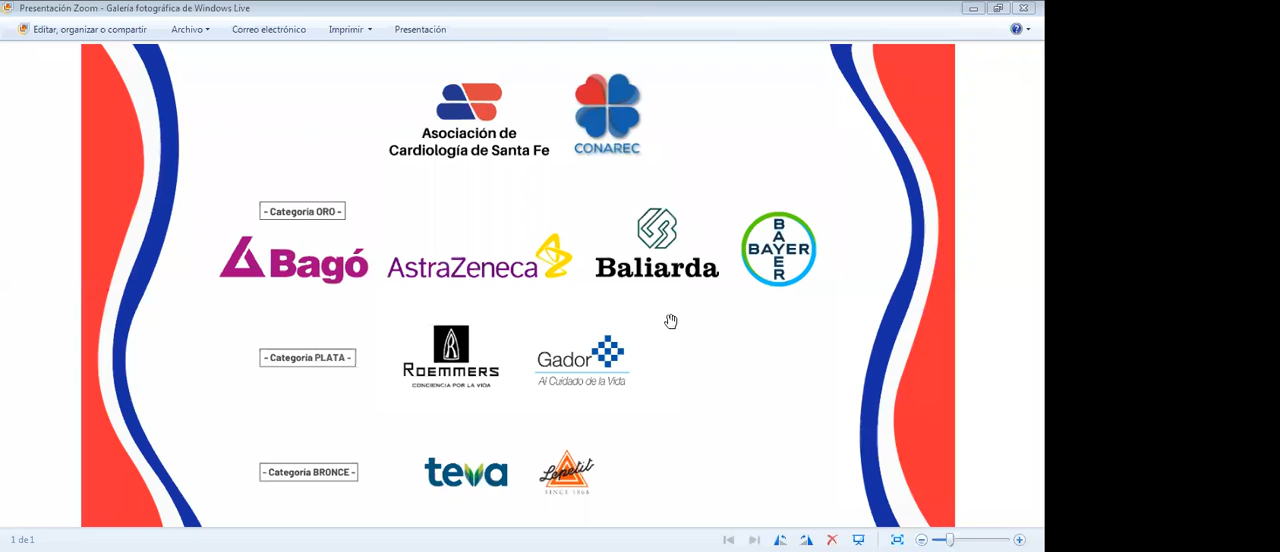 Presentación Zoom - Galería fotográfica de Windows Live
Editar, organizar o compartir Archivo Correo electrónico Imprimir Presentación
Asociación de
Cardiología de Santa Fe
CONAREC
- Categoría ORO -
Bagó
AstraZeneca
Baliarda
BAYER
BAYER
- Categoría PLATA -
ROEMMERS
CONCIENCIA POR LA VIDA
Gador
Al Cuidado de la Vida
- Categoría BRONCE -
teva
Lepetit
SINCE 1868
1 de 1